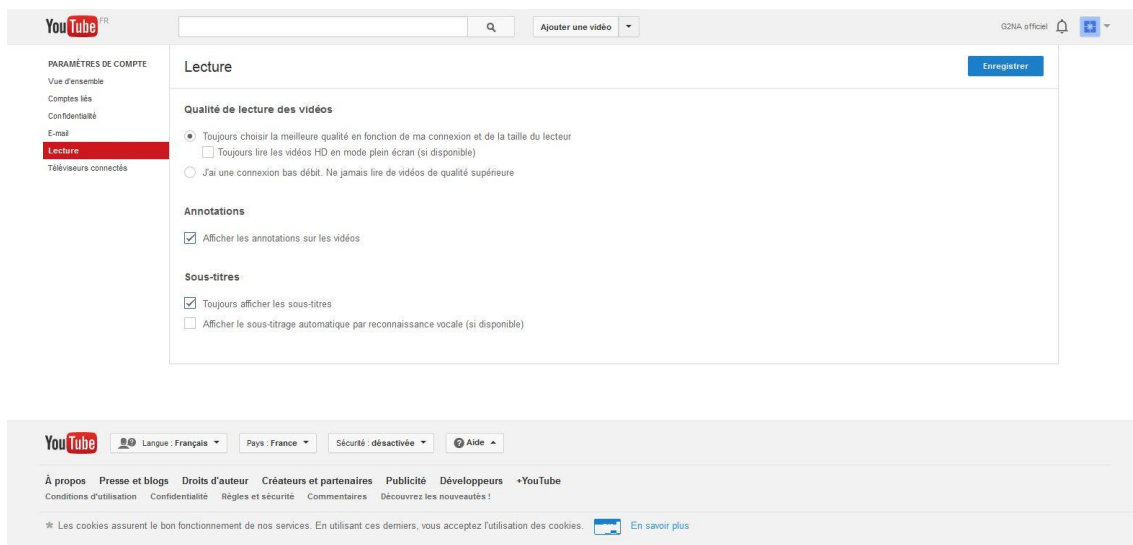 YouTube FR
Ajouter une vidéo
G2NA officiel
PARAMÈTRES DE COMPTE
Vue d'ensemble
Comptes liés
Confidentialité
E-mail
Lecture
Téléviseurs connectés
Lecture
Enregistrer
Qualité de lecture des vidéos
Toujours choisir la meilleure qualité en fonction de ma connexion et de la taille du lecteur
Toujours lire les vidéos HD en mode plein écran (si disponible)
J'ai une connexion bas débit. Ne jamais lire de vidéos de qualité supérieure
Annotations
Afficher les annotations sur les vidéos
Sous-titres
Toujours afficher les sous-titres
Afficher le sous-titrage automatique par reconnaissance vocale (si disponible)
YouTube Langue : Français Pays : France Sécurité : désactivée Aide
À propos Presse et blogs Droits d'auteur Créateurs et partenaires Publicité Développeurs +YouTube
Conditions d'utilisation Confidentialité Règles et sécurité Commentaires Découvrez les nouveautés !
* Les cookies assurent le bon fonctionnement de nos services. En utilisant ces derniers, vous acceptez l'utilisation des cookies. En savoir plus